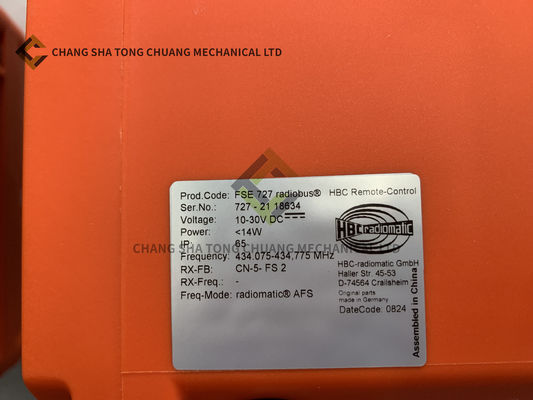 CHANG SHA TONG CHUANG MECHANICAL LTD
Prod.Code: FSE 727 radiobus® HBC Remote-Control
Ser.No.: 727 - 21 18634
Voltage: 10-30V DC
Power: <14W
HBC radiomatic
CHANG SHA TONG CHUANG MECHANICAL LTD
IP: 65
Frequency: 434.075-434.775 MHz
RX-FB: CN-5- FS 2
RX-Freq.: -
Freq-Mode: radiomatic® AFS
HBC-radiomatic GmbH
Haller Str. 45-53
D-74564 Crailsheim
Original parts
made in Germany
DateCode: 0824
Assembled in China